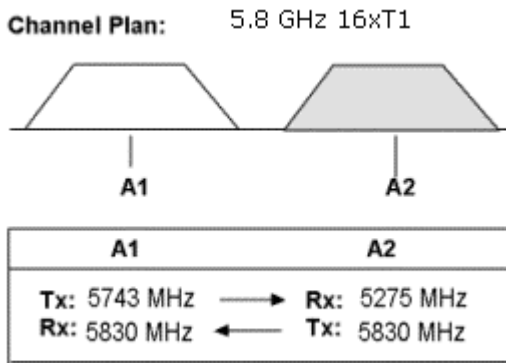 Channel Plan: 5.8 GHz 16xT1
A1 A2
A1 A2
Tx: 5743 MHz Rx: 5275 MHz
Rx: 5830 MHz Tx: 5830 MHz